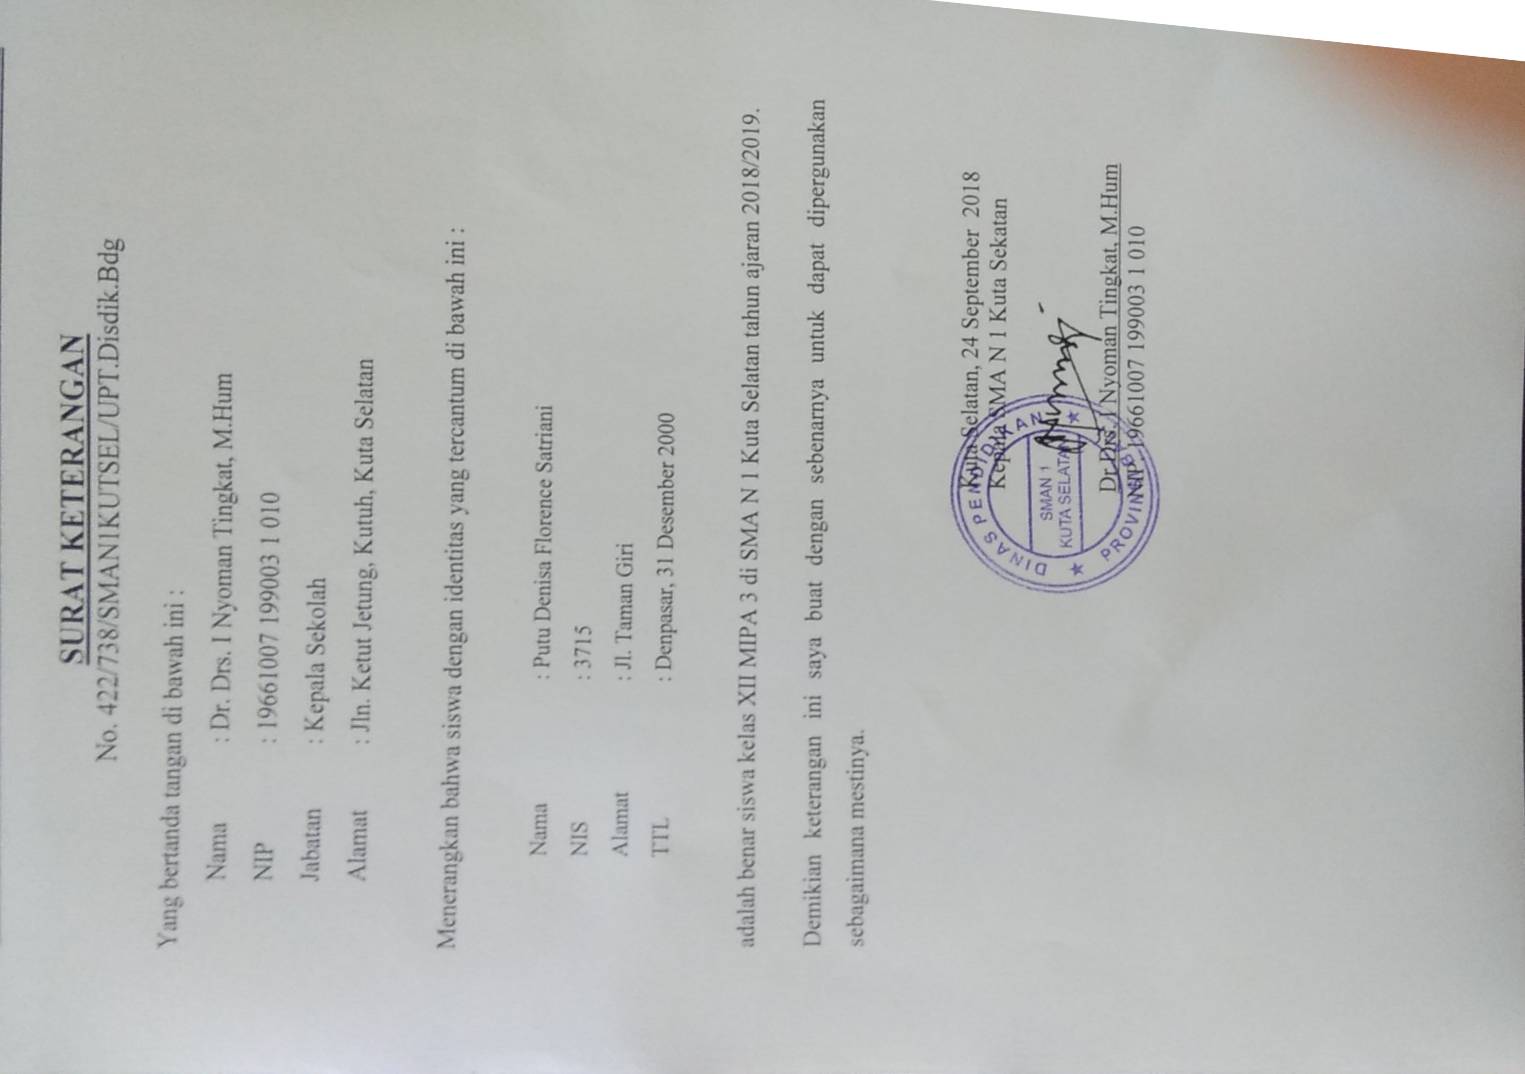 SURAT KETERANGAN
No. 422/738/SMAN1KUTSEL/UPT.Disdik.Bdg
Yang bertanda tangan di bawah ini :
Nama : Dr. Drs. I Nyoman Tingkat, M.Hum
NIP : 19661007 199003 1 010
Jabatan : Kepala Sekolah
Alamat : Jln. Ketut Jetung, Kutuh, Kuta Selatan
Menerangkan bahwa siswa dengan identitas yang tercantum di bawah ini :
Nama : Putu Denisa Florence Satriani
NIS : 3715
Alamat : Jl. Taman Giri
TTL : Denpasar, 31 Desember 2000
adalah benar siswa kelas XII MIPA 3 di SMA N 1 Kuta Selatan tahun ajaran 2018/2019.
Demikian keterangan ini saya buat dengan sebenarnya untuk dapat dipergunakan
sebagaimana mestinya.
Kuta Selatan, 24 September 2018
Kepala SMA N 1 Kuta Sekatan
DINAS PENDIDIKAN
SMAN 1
KUTA SELATAN
PROVINSI
Dr. Drs. I Nyoman Tingkat, M.Hum
NIP. 19661007 199003 1 010